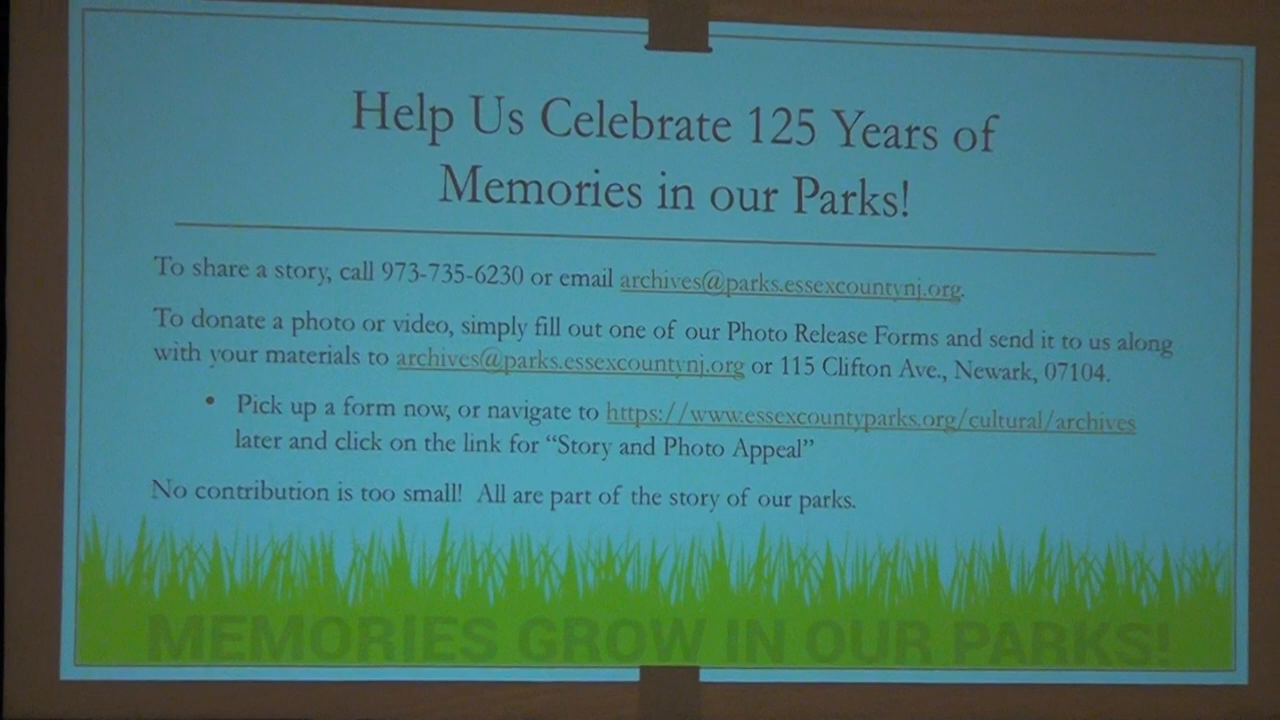 Help Us Celebrate 125 Years of
Memories in our Parks!
To share a story, call 973-735-6230 or email archives@parks.essexcountynj.org.
To donate a photo or video, simply fill out one of our Photo Release Forms and send it to us along
with your materials to archives@parks.essexcountynj.org or 115 Clifton Ave., Newark, 07104.
• Pick up a form now, or navigate to https://www.essexcountyparks.org/cultural/archives
later and click on the link for “Story and Photo Appeal”
No contribution is too small!  All are part of the story of our parks.
MEMORIES GROW IN OUR PARKS!